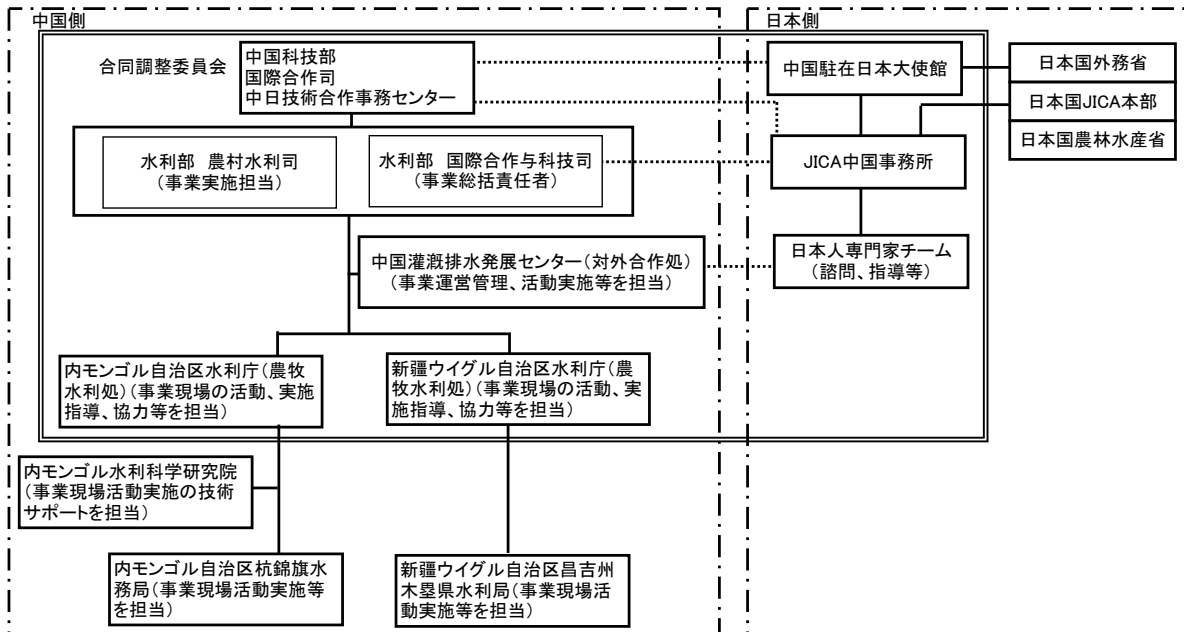 中国側
日本側
合同調整委員会
中国科技部
国際合作司
中日技術合作事務センター
中国駐在日本大使館
日本国外務省
日本国JICA本部
日本国農林水産省
水利部 農村水利司
（事業実施担当）
水利部 国際合作与科技司
（事業総括責任者）
JICA中国事務所
中国灌漑排水発展センター（対外合作処）
（事業運営管理、活動実施等を担当）
日本人専門家チーム
（諮問、指導等）
内モンゴル自治区水利庁（農牧
水利処）（事業現場の活動、実施
指導、協力等を担当）
新疆ウイグル自治区水利庁（農
牧水利処）（事業現場の活動、実
施指導、協力等を担当）
内モンゴル水利科学研究院
（事業現場活動実施の技術
サポートを担当）
内モンゴル自治区杭錦旗水
務局（事業現場活動実施等
を担当）
新疆ウイグル自治区昌吉州
木塁県水利局（事業現場活
動実施等を担当）